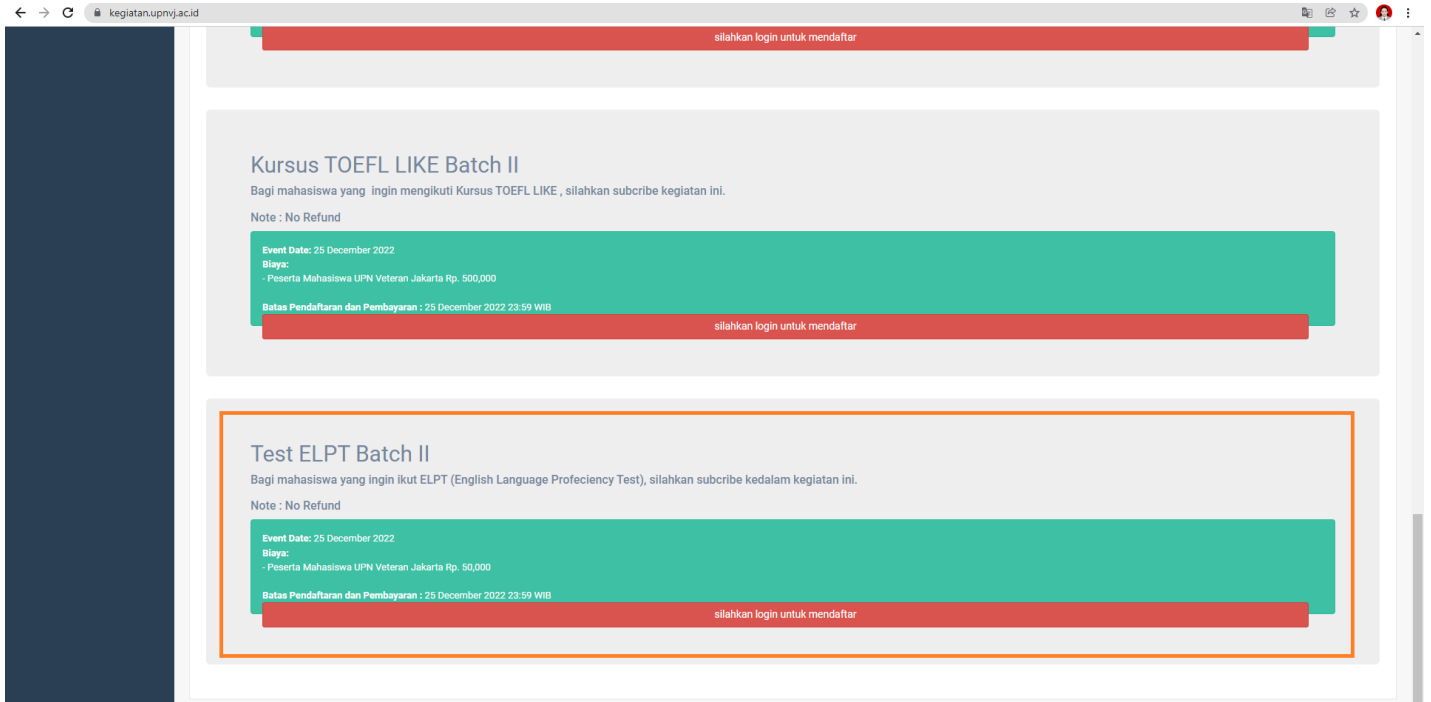 kegiatan.upnvj.ac.id
silahkan login untuk mendaftar
Kursus TOEFL LIKE Batch II
Bagi mahasiswa yang ingin mengikuti Kursus TOEFL LIKE , silahkan subcribe kegiatan ini.
Note : No Refund
Event Date: 25 December 2022
Biaya:
- Peserta Mahasiswa UPN Veteran Jakarta Rp. 500,000
Batas Pendaftaran dan Pembayaran : 25 December 2022 23:59 WIB
silahkan login untuk mendaftar
Test ELPT Batch II
Bagi mahasiswa yang ingin ikut ELPT (English Language Profeciency Test), silahkan subcribe kedalam kegiatan ini.
Note : No Refund
Event Date: 25 December 2022
Biaya:
- Peserta Mahasiswa UPN Veteran Jakarta Rp. 50,000
Batas Pendaftaran dan Pembayaran : 25 December 2022 23:59 WIB
silahkan login untuk mendaftar